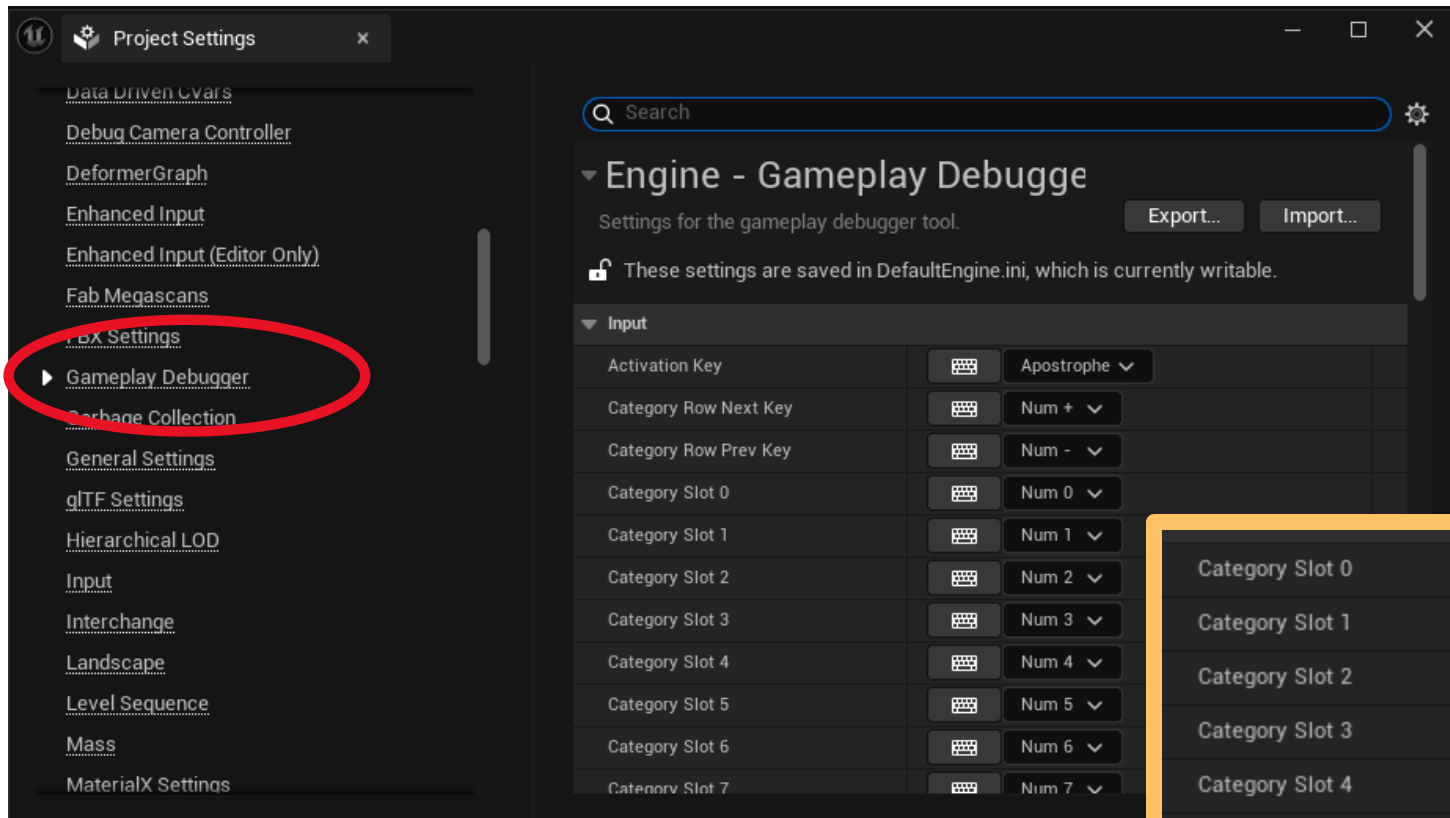 Project Settings
Data Driven CVars
Debug Camera Controller
DeformerGraph
Enhanced Input
Enhanced Input (Editor Only)
Fab Megascans
FBX Settings
Gameplay Debugger
Garbage Collection
General Settings
glTF Settings
Hierarchical LOD
Input
Interchange
Landscape
Level Sequence
Mass
MaterialX Settings
Search
Engine - Gameplay Debugge
Settings for the gameplay debugger tool.
Export...
Import...
These settings are saved in DefaultEngine.ini, which is currently writable.
Input
Activation Key Apostrophe
Category Row Next Key Num +
Category Row Prev Key Num -
Category Slot 0 Num 0
Category Slot 1 Num 1
Category Slot 2 Num 2
Category Slot 3 Num 3
Category Slot 4 Num 4
Category Slot 5 Num 5
Category Slot 6 Num 6
Category Slot 7 Num 7
Category Slot 0
Category Slot 1
Category Slot 2
Category Slot 3
Category Slot 4